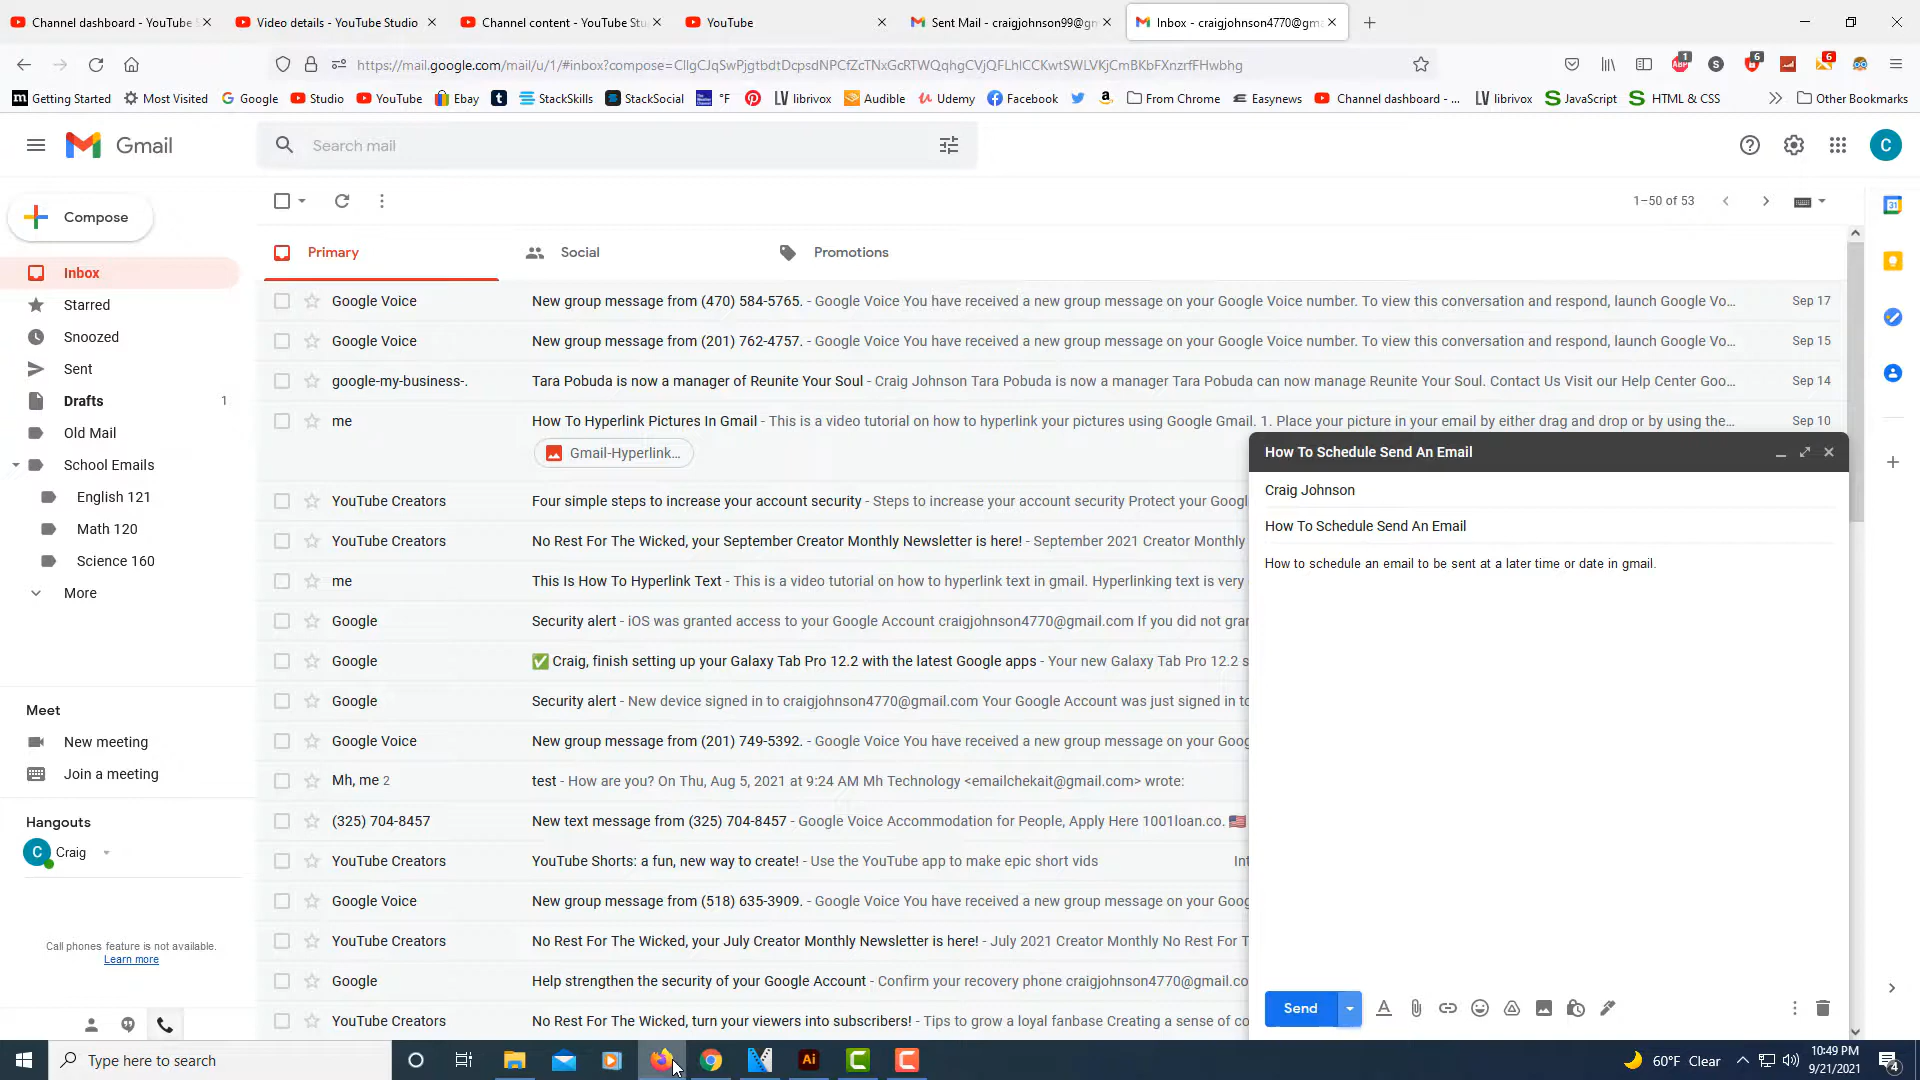 Channel dashboard - YouTube
Video details - YouTube Studio
Channel content - YouTube Stu
YouTube
Sent Mail - craigjohnson99@gm
Inbox - craigjohnson4770@gma
https://mail.google.com/mail/u/1/#inbox?compose=CllgCJqSwPjgtbdtDcpsdNPCfZcTNxGcRTWQqhgCVjQFLhlCCKwtSWLVKjCmBKbFXnzrfFHwbhg
1
6
6
Getting Started
Most Visited
Google
Studio
YouTube
Ebay
StackSkills
StackSocial
°F
librivox
Audible
Udemy
Facebook
From Chrome
Easynews
Channel dashboard - ...
librivox
JavaScript
HTML & CSS
Other Bookmarks
Gmail
Search mail
C
Compose
1–50 of 53
Inbox
Starred
Snoozed
Sent
Drafts 1
Old Mail
School Emails
English 121
Math 120
Science 160
More
Meet
New meeting
Join a meeting
Hangouts
C Craig
Call phones feature is not available.
Learn more
Primary
Social
Promotions
Google Voice New group message from (470) 584-5765. - Google Voice You have received a new group message on your Google Voice number. To view this conversation and respond, launch Google Vo... Sep 17
Google Voice New group message from (201) 762-4757. - Google Voice You have received a new group message on your Google Voice number. To view this conversation and respond, launch Google Vo... Sep 15
google-my-business-. Tara Pobuda is now a manager of Reunite Your Soul - Craig Johnson Tara Pobuda is now a manager Tara Pobuda can now manage Reunite Your Soul. Contact Us Visit our Help Center Goo... Sep 14
me How To Hyperlink Pictures In Gmail - This is a video tutorial on how to hyperlink your pictures using Google Gmail. 1. Place your picture in your email by either drag and drop or by using the... Sep 10
Gmail-Hyperlink...
YouTube Creators Four simple steps to increase your account security - Steps to increase your account security Protect your Googl
YouTube Creators No Rest For The Wicked, your September Creator Monthly Newsletter is here! - September 2021 Creator Monthly
me This Is How To Hyperlink Text - This is a video tutorial on how to hyperlink text in gmail. Hyperlinking text is very
Google Security alert - iOS was granted access to your Google Account craigjohnson4770@gmail.com If you did not gran
Google ✅ Craig, finish setting up your Galaxy Tab Pro 12.2 with the latest Google apps - Your new Galaxy Tab Pro 12.2 s
Google Security alert - New device signed in to craigjohnson4770@gmail.com Your Google Account was just signed in to
Google Voice New group message from (201) 749-5392. - Google Voice You have received a new group message on your Goog
Mh, me 2 test - How are you? On Thu, Aug 5, 2021 at 9:24 AM Mh Technology <emailchekait@gmail.com> wrote:
(325) 704-8457 New text message from (325) 704-8457 - Google Voice Accommodation for People, Apply Here 1001loan.co.
YouTube Creators YouTube Shorts: a fun, new way to create! - Use the YouTube app to make epic short vids Int
Google Voice New group message from (518) 635-3909. - Google Voice You have received a new group message on your Goog
YouTube Creators No Rest For The Wicked, your July Creator Monthly Newsletter is here! - July 2021 Creator Monthly No Rest For T
Google Help strengthen the security of your Google Account - Confirm your recovery phone craigjohnson4770@gmail.co
YouTube Creators No Rest For The Wicked, turn your viewers into subscribers! - Tips to grow a loyal fanbase Creating a sense of co
How To Schedule Send An Email
Craig Johnson
How To Schedule Send An Email
How to schedule an email to be sent at a later time or date in gmail.
Send
31
Type here to search
Ai
60°F Clear
10:49 PM
9/21/2021
4